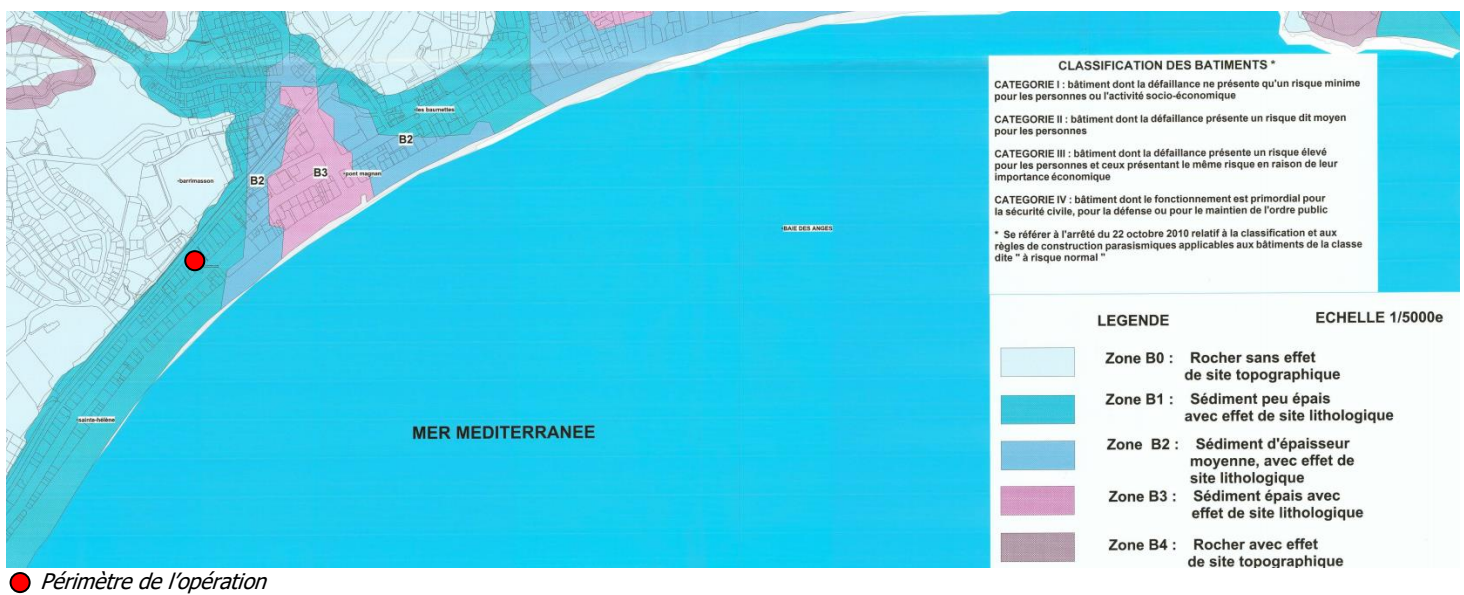 CLASSIFICATION DES BATIMENTS *
CATEGORIE I : bâtiment dont la défaillance ne présente qu'un risque minime
pour les personnes ou l'activité socio-économique
CATEGORIE II : bâtiment dont la défaillance présente un risque dit moyen
pour les personnes
CATEGORIE III : bâtiment dont la défaillance présente un risque élevé
pour les personnes et ceux présentant le même risque en raison de leur
importance économique
CATEGORIE IV : bâtiment dont le fonctionnement est primordial pour
la sécurité civile, pour la défense ou pour le maintien de l'ordre public
* Se référer à l'arrêté du 22 octobre 2010 relatif à la classification et aux
règles de construction parasismiques applicables aux bâtiments de la classe
dite " à risque normal "
les baumettes
B2
B3
pont magnan
B2
barrimasson
BAIE DES ANGES
sainte-hélène
MER MEDITERRANEE
LEGENDE
ECHELLE 1/5000e
Zone B0 : Rocher sans effet
de site topographique
Zone B1 : Sédiment peu épais
avec effet de site lithologique
Zone B2 : Sédiment d'épaisseur
moyenne, avec effet de
site lithologique
Zone B3 : Sédiment épais avec
effet de site lithologique
Zone B4 : Rocher avec effet
de site topographique
Périmètre de l'opération